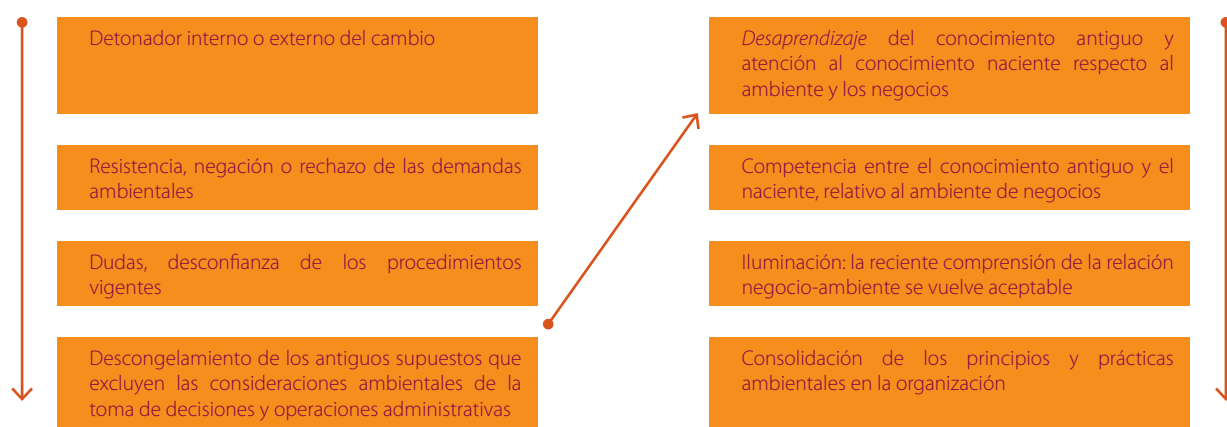 Detonador interno o externo del cambio
Resistencia, negación o rechazo de las demandas
ambientales
Dudas, desconfianza de los procedimientos
vigentes
Descongelamiento de los antiguos supuestos que
excluyen las consideraciones ambientales de la
toma de decisiones y operaciones administrativas
Desaprendizaje del conocimiento antiguo y
atención al conocimiento naciente respecto al
ambiente y los negocios
Competencia entre el conocimiento antiguo y el
naciente, relativo al ambiente de negocios
Iluminación: la reciente comprensión de la relación
negocio-ambiente se vuelve aceptable
Consolidación de los principios y prácticas
ambientales en la organización